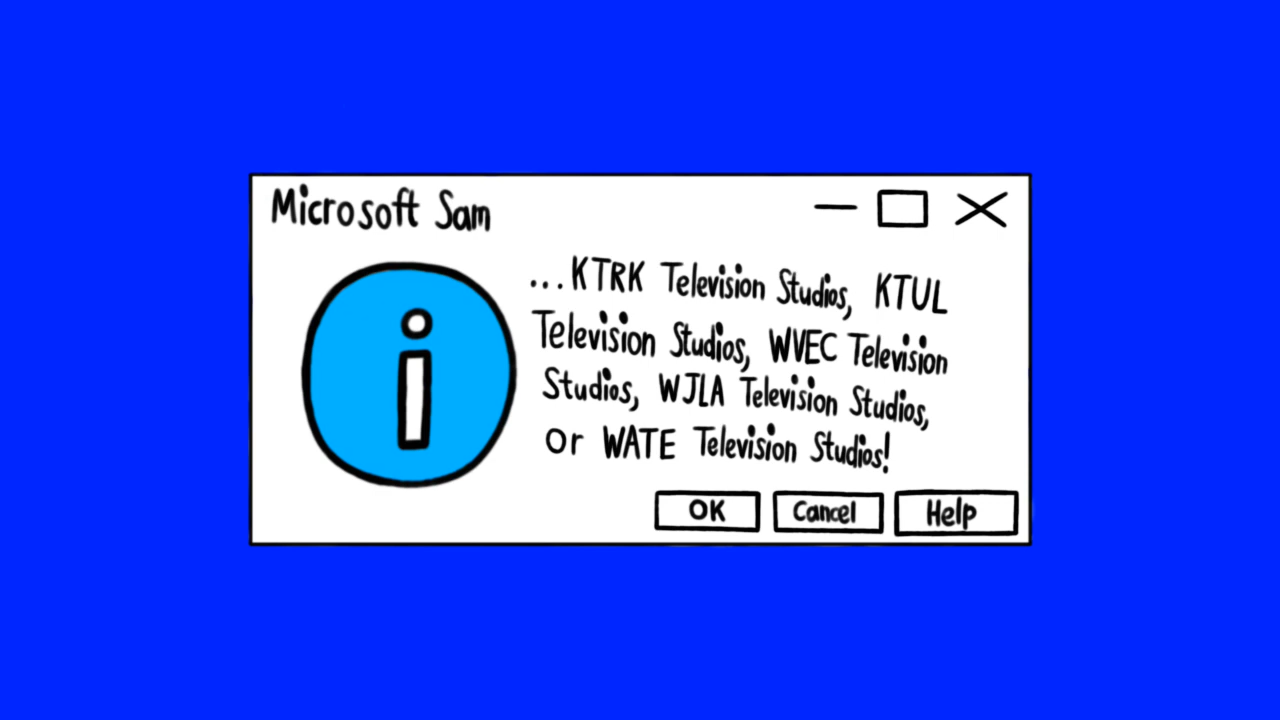 Microsoft Sam
...KTRK Television Studios, KTUL
Television Studios, WVEC Television
Studios, WJLA Television Studios,
or WATE Television Studios!
OK Cancel Help